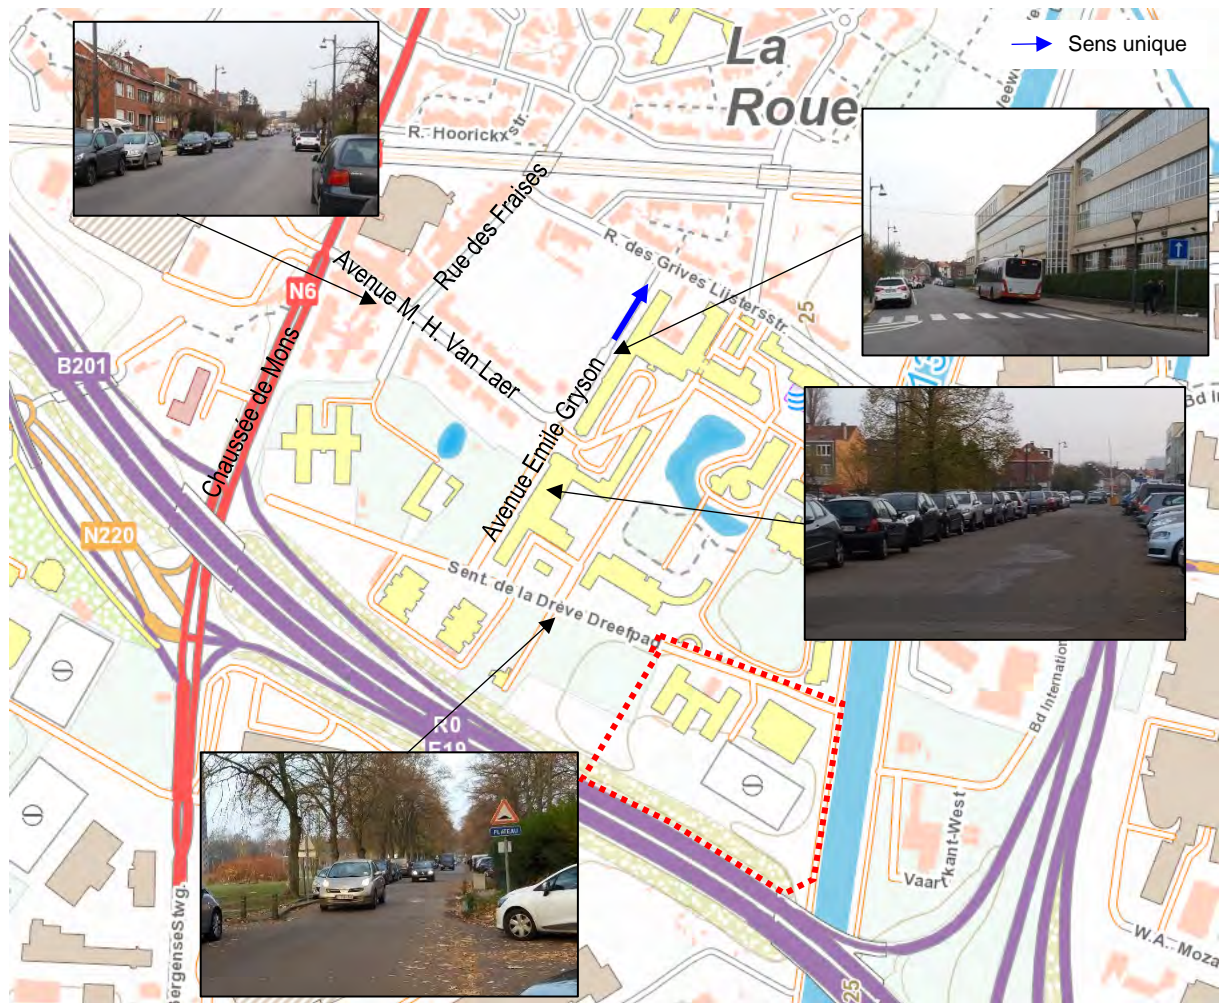 La
Roue
Sens unique
R. Hoorickx str.
Rue des Fraises
R. des Grives Lijstersstr.
Avenue M. H. Van Laer
N6
Chaussée de Mons
B201
N220
Avenue Emile Gryson
25
Sent. de la Drève Dreefpad
R0
E19
Bd International
PLATEAU
Vaartkant-West
W.A. Moza
BergenseStwg.
25